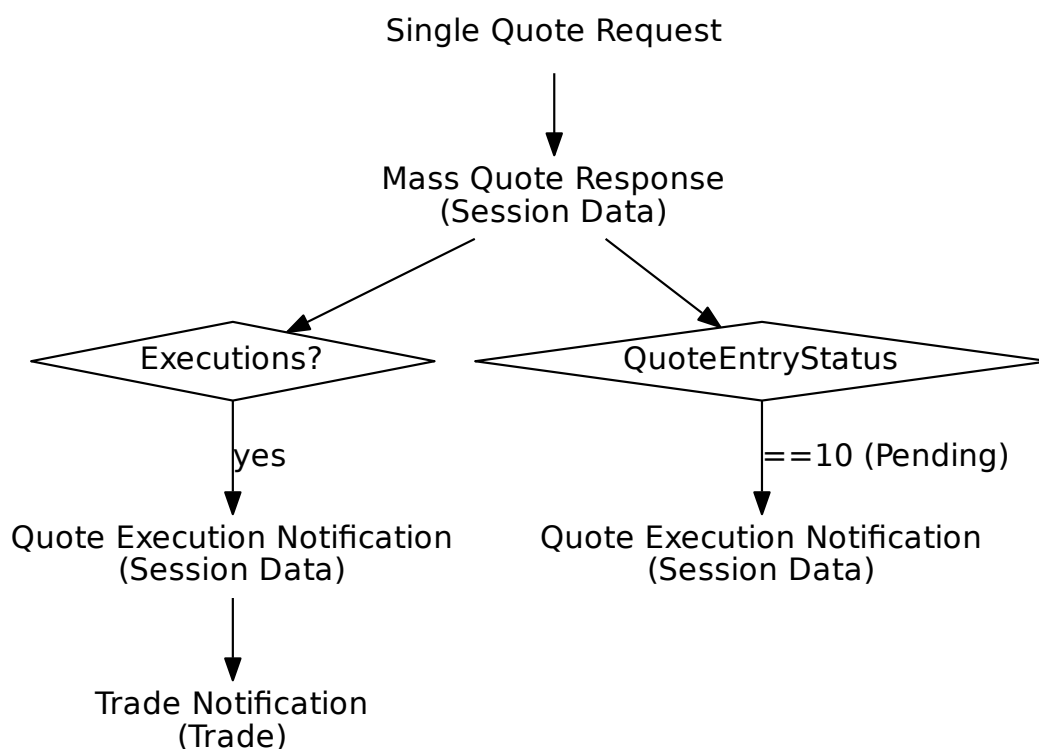 Single Quote Request
Mass Quote Response
(Session Data)
Executions?
QuoteEntryStatus
yes
==10 (Pending)
Quote Execution Notification
(Session Data)
Quote Execution Notification
(Session Data)
Trade Notification
(Trade)